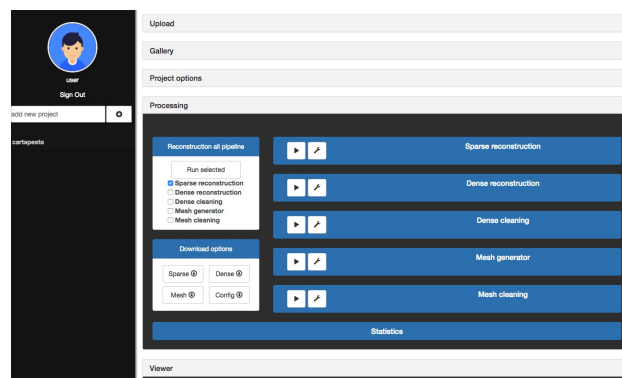 user
Sign Out
add new project
cartapesta
Upload
Gallery
Project options
Processing
Reconstruction all pipeline
Run selected
Sparse reconstruction
Dense reconstruction
Dense cleaning
Mesh generator
Mesh cleaning
Download options
Sparse
Dense
Mesh
Config
Sparse reconstruction
Dense reconstruction
Dense cleaning
Mesh generator
Mesh cleaning
Statistics
Viewer